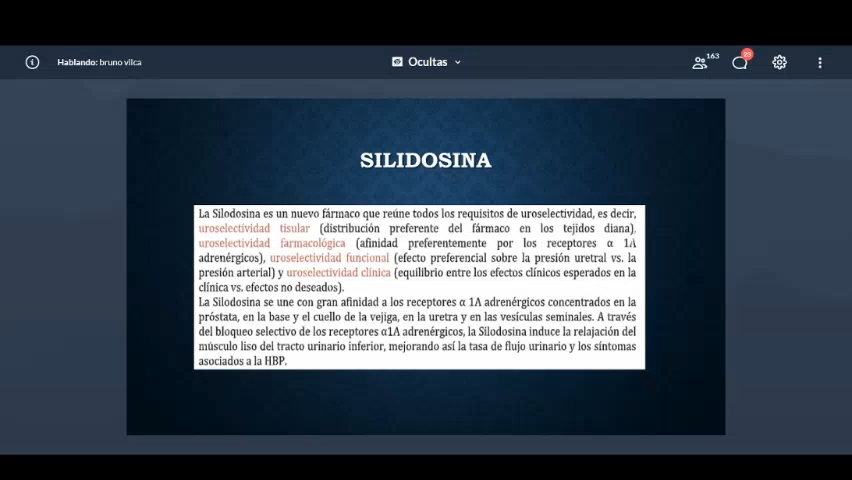 Hablando: bruno vilca
Ocultas
163
23
SILIDOSINA
La Silodosina es un nuevo fármaco que reúne todos los requisitos de uroselectividad, es decir,
uroselectividad tisular (distribución preferente del fármaco en los tejidos diana),
uroselectividad farmacológica (afinidad preferentemente por los receptores α 1A
adrenérgicos), uroselectividad funcional (efecto preferencial sobre la presión uretral vs. la
presión arterial) y uroselectividad clínica (equilibrio entre los efectos clínicos esperados en la
clínica vs. efectos no deseados).
La Silodosina se une con gran afinidad a los receptores α 1A adrenérgicos concentrados en la
próstata, en la base y el cuello de la vejiga, en la uretra y en las vesículas seminales. A través
del bloqueo selectivo de los receptores α1A adrenérgicos, la Silodosina induce la relajación del
músculo liso del tracto urinario inferior, mejorando así la tasa de flujo urinario y los síntomas
asociados a la HBP.